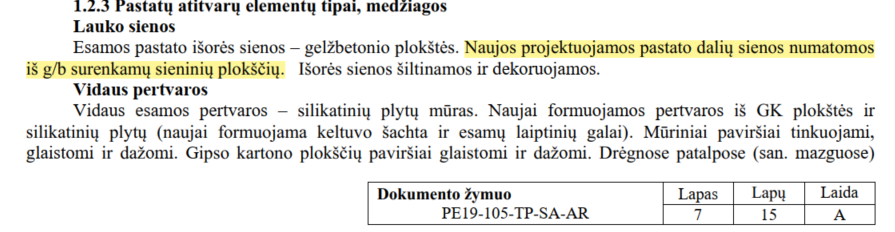 1.2.3 Pastatų atitvarų elementų tipai, medžiagos
Lauko sienos
Esamos pastato išorės sienos – gelžbetonio plokštės. Naujos projektuojamos pastato dalių sienos numatomos
iš g/b surenkamų sieninių plokščių. Išorės sienos šiltinamos ir dekoruojamos.
Vidaus pertvaros
Vidaus esamos pertvaros – silikatinių plytų mūras. Naujai formuojamos pertvaros iš GK plokštės ir
silikatinių plytų (naujai formuojama keltuvo šachta ir esamų laiptinių galai). Mūriniai paviršiai tinkuojami,
glaistomi ir dažomi. Gipso kartono plokščių paviršiai glaistomi ir dažomi. Drėgnose patalpose (san. mazguose)
Dokumento žymuo Lapas Lapų Laida
PE19-105-TP-SA-AR 7 15 A